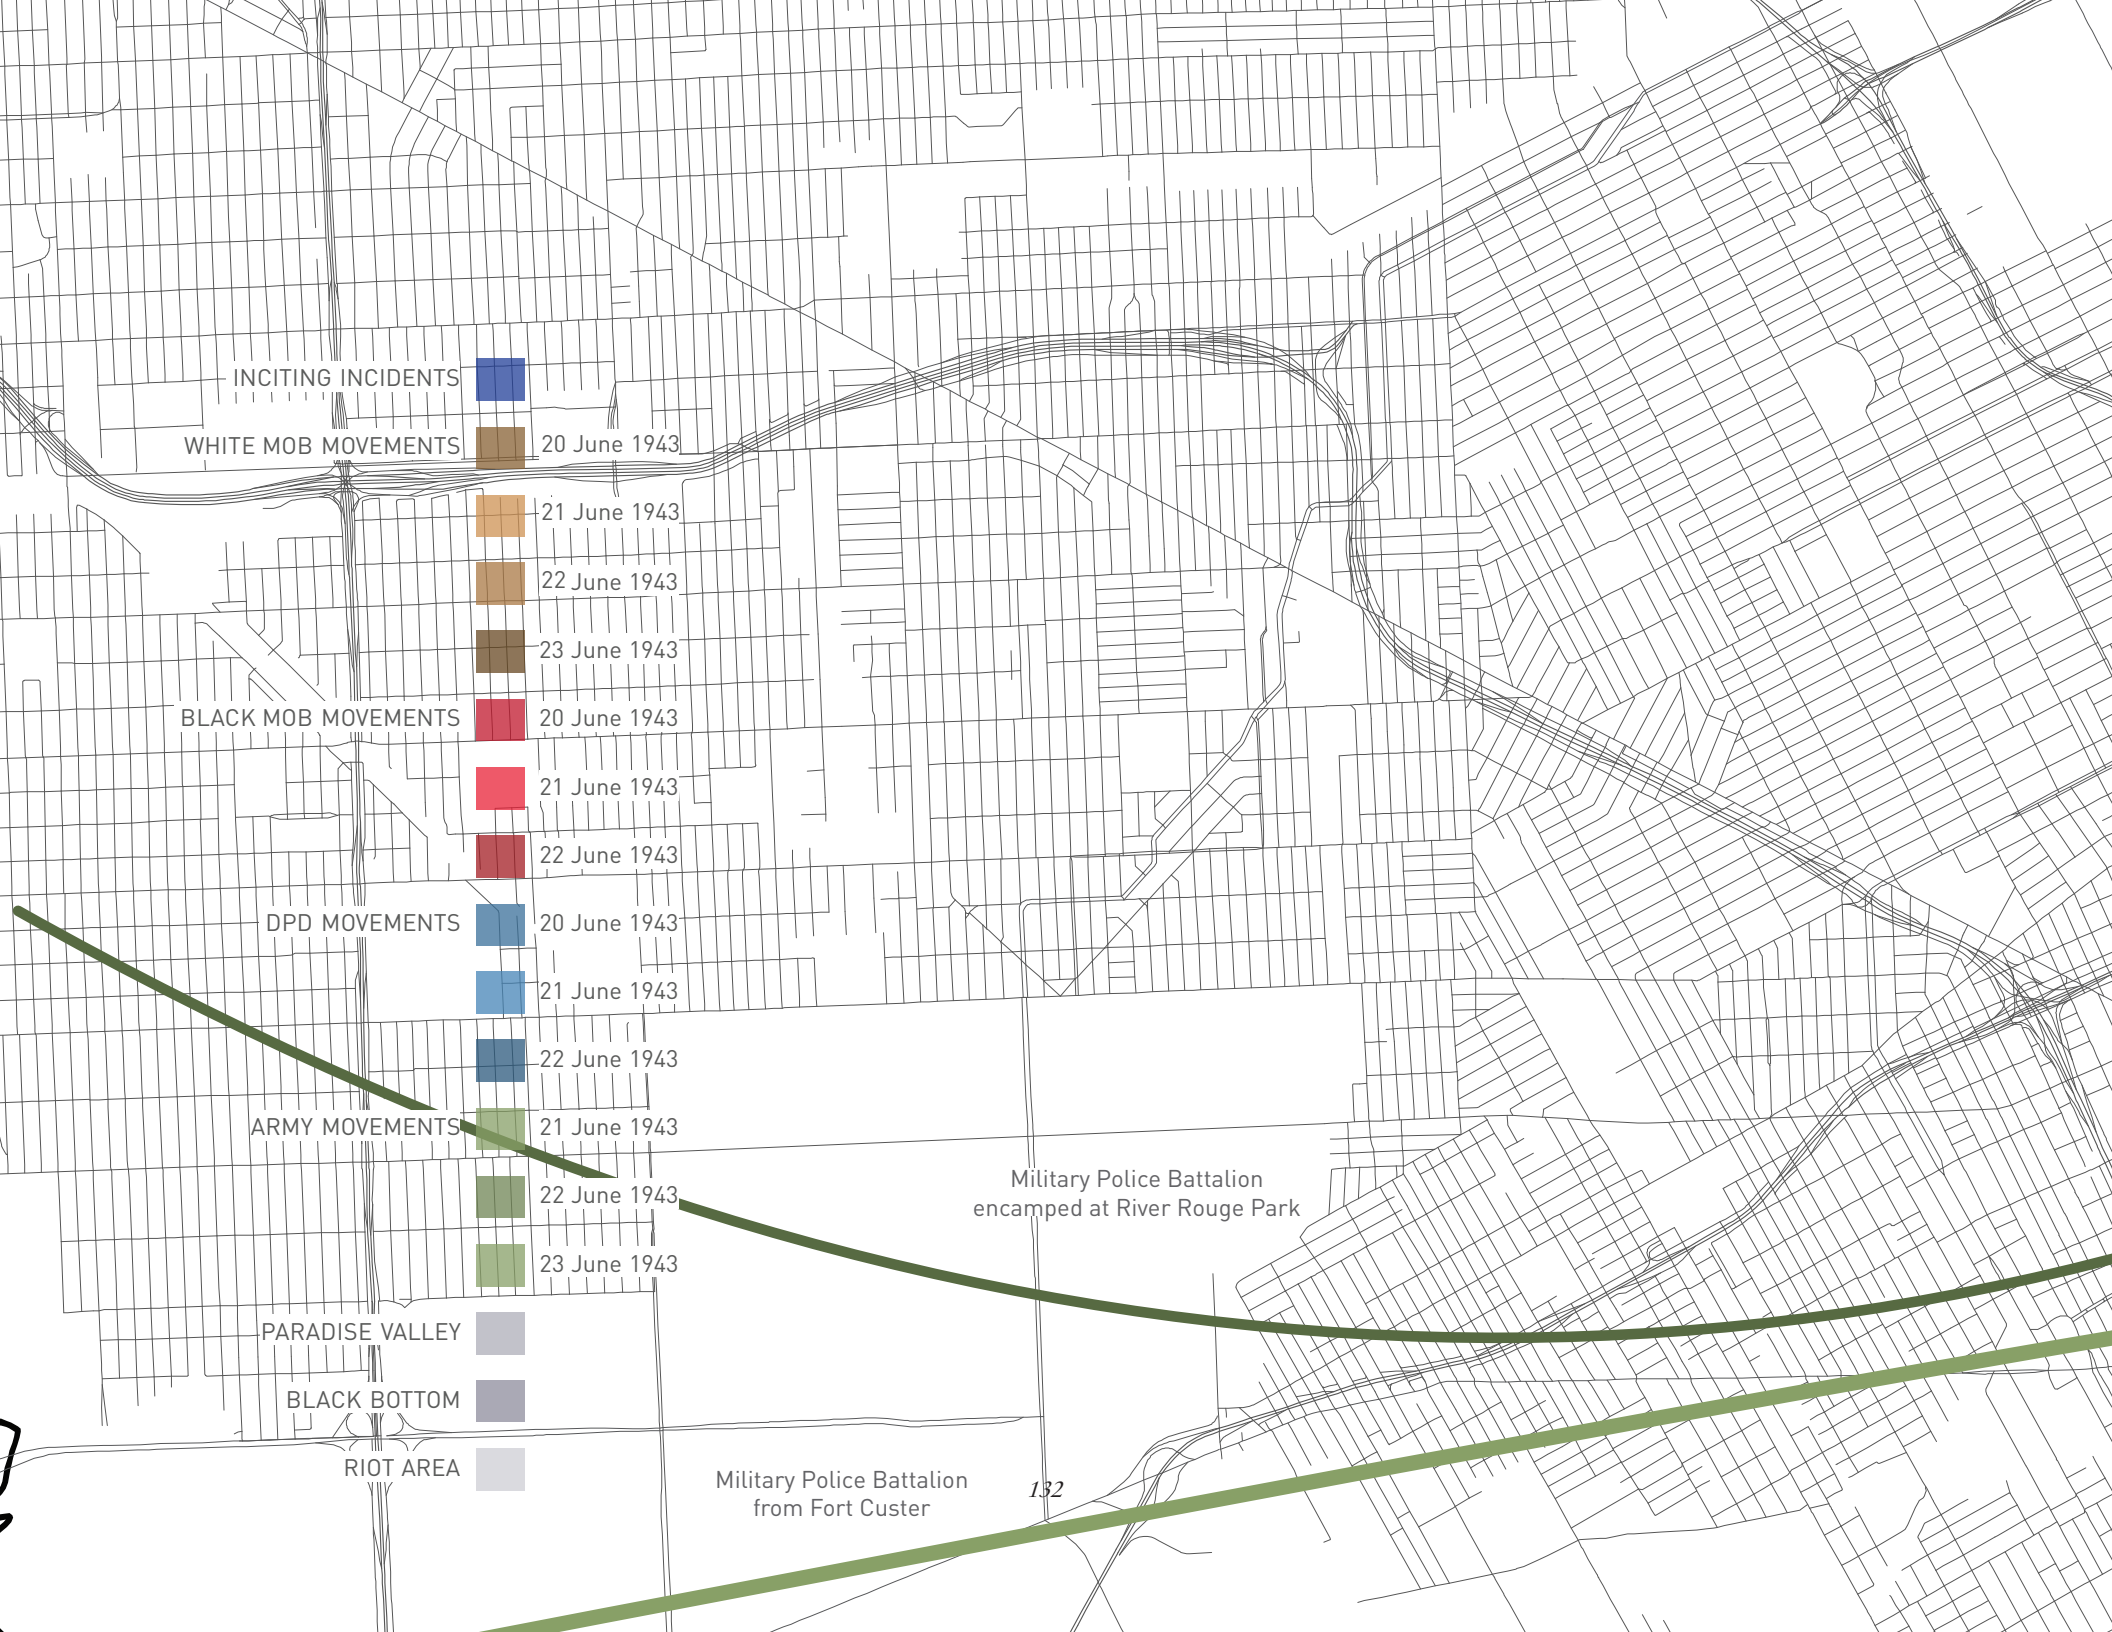 INCITING INCIDENTS
WHITE MOB MOVEMENTS 20 June 1943
21 June 1943
22 June 1943
23 June 1943
BLACK MOB MOVEMENTS 20 June 1943
21 June 1943
22 June 1943
DPD MOVEMENTS 20 June 1943
21 June 1943
22 June 1943
ARMY MOVEMENTS 21 June 1943
22 June 1943
23 June 1943
PARADISE VALLEY
BLACK BOTTOM
RIOT AREA
Military Police Battalion
encamped at River Rouge Park
Military Police Battalion
from Fort Custer
132